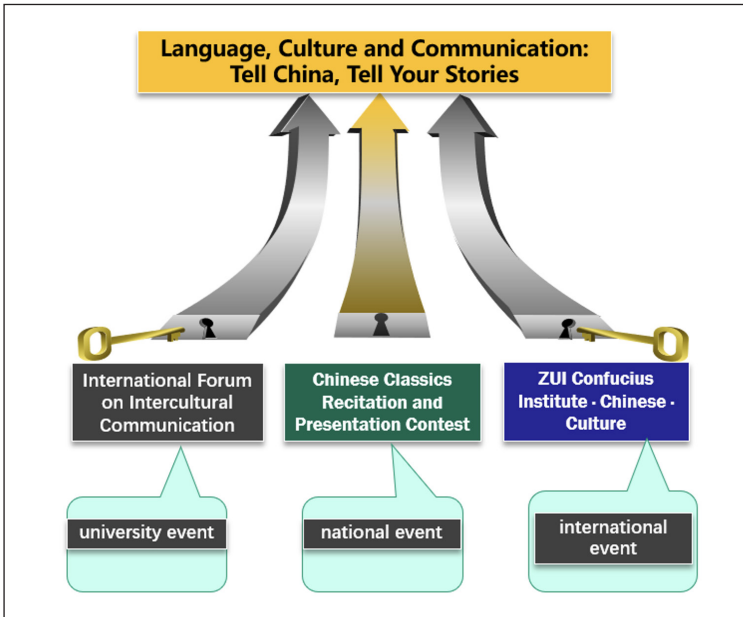 Language, Culture and Communication:
Tell China, Tell Your Stories
International Forum
on Intercultural
Communication
Chinese Classics
Recitation and
Presentation Contest
ZUI Confucius
Institute · Chinese ·
Culture
university event
national event
international
event